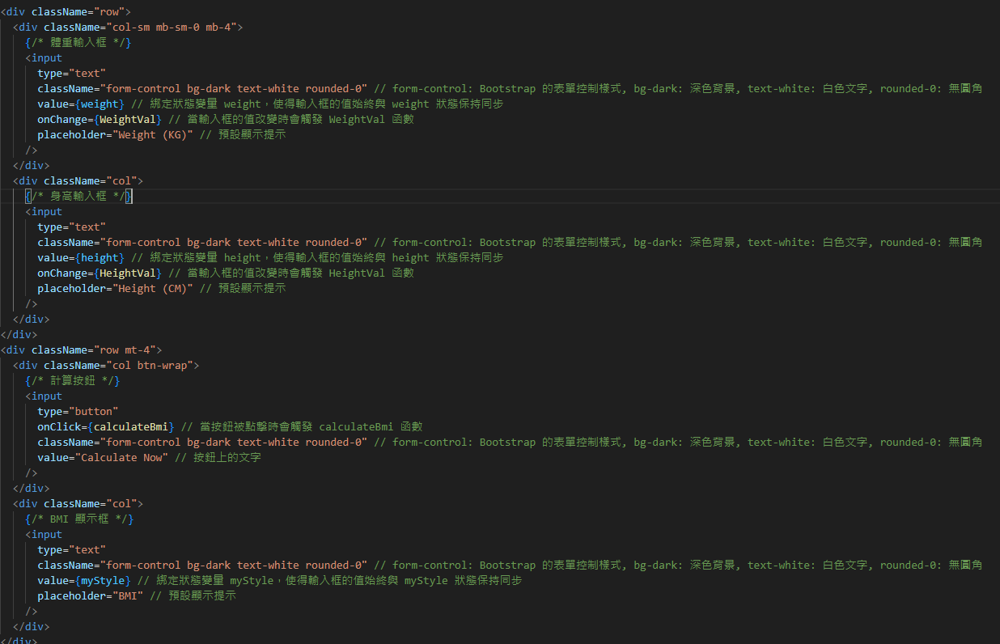 <div className="row">
  <div className="col-sm mb-sm-0 mb-4">
    {/* 體重輸入框 */}
    <input
      type="text"
      className="form-control bg-dark text-white rounded-0" // form-control: Bootstrap 的表單控制樣式, bg-dark: 深色背景, text-white: 白色文字, rounded-0: 無圓角
      value={weight} // 綁定狀態變量 weight，使得輸入框的值始終與 weight 狀態保持同步
      onChange={WeightVal} // 當輸入框的值改變時會觸發 WeightVal 函數
      placeholder="Weight (KG)" // 預設顯示提示
    />
  </div>
  <div className="col">
    {/* 身高輸入框 */}
    <input
      type="text"
      className="form-control bg-dark text-white rounded-0" // form-control: Bootstrap 的表單控制樣式, bg-dark: 深色背景, text-white: 白色文字, rounded-0: 無圓角
      value={height} // 綁定狀態變量 height，使得輸入框的值始終與 height 狀態保持同步
      onChange={HeightVal} // 當輸入框的值改變時會觸發 HeightVal 函數
      placeholder="Height (CM)" // 預設顯示提示
    />
  </div>
</div>
<div className="row mt-4">
  <div className="col btn-wrap">
    {/* 計算按鈕 */}
    <input
      type="button"
      onClick={calculateBmi} // 當按鈕被點擊時會觸發 calculateBmi 函數
      className="form-control bg-dark text-white rounded-0" // form-control: Bootstrap 的表單控制樣式, bg-dark: 深色背景, text-white: 白色文字, rounded-0: 無圓角
      value="Calculate Now" // 按鈕上的文字
    />
  </div>
  <div className="col">
    {/* BMI 顯示框 */}
    <input
      type="text"
      className="form-control bg-dark text-white rounded-0" // form-control: Bootstrap 的表單控制樣式, bg-dark: 深色背景, text-white: 白色文字, rounded-0: 無圓角
      value={myStyle} // 綁定狀態變量 myStyle，使得輸入框的值始終與 myStyle 狀態保持同步
      placeholder="BMI" // 預設顯示提示
    />
  </div>
</div>